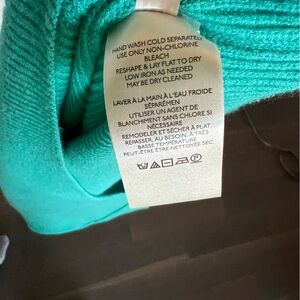 HAND WASH COLD SEPARATELY
USE ONLY NON-CHLORINE
BLEACH
RESHAPE & LAY FLAT TO DRY
LOW IRON AS NEEDED
MAY BE DRY CLEANED
LAVER À LA MAIN À L'EAU FROIDE
SÉPARÉMENT
UTILISER UN AGENT DE
BLANCHIMENT SANS CHLORE SI
NÉCESSAIRE
REMODELER ET SÉCHER À PLAT
REPASSER, AU BESOIN, À TRÈS
BASSE TEMPÉRATURE
PEUT-ÊTRE ÊTRE NETTOYÉE SEC